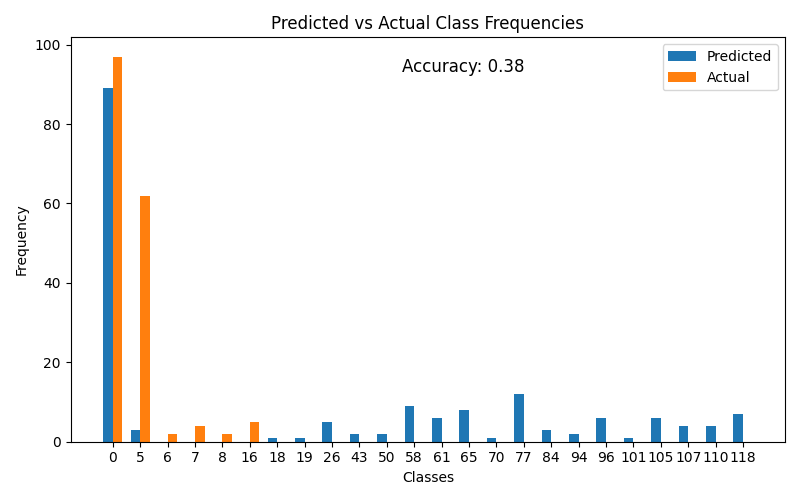 Predicted vs Actual Class Frequencies
100
80
60
40
20
0
Frequency
Accuracy: 0.38
Predicted
Actual
0 5 6 7 8 16 18 19 26 43 50 58 61 65 70 77 84 94 96 101 105 107 110 118
Classes